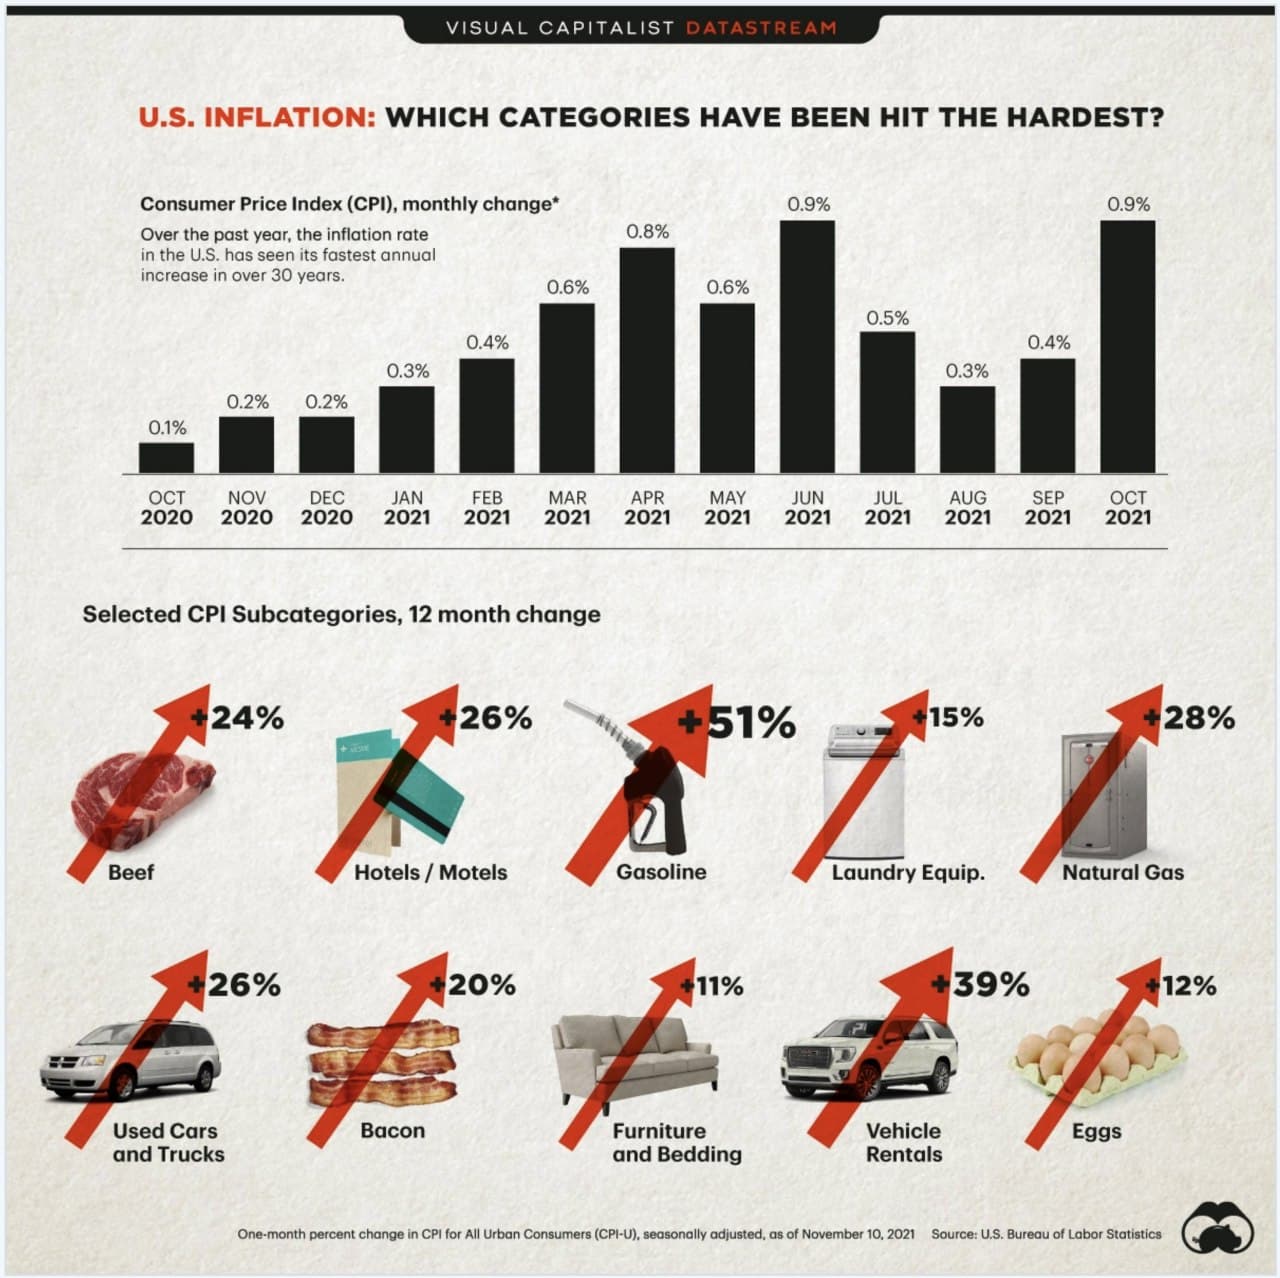 VISUAL CAPITALIST DATASTREAM
U.S. INFLATION: WHICH CATEGORIES HAVE BEEN HIT THE HARDEST?
Consumer Price Index (CPI), monthly change*
Over the past year, the inflation rate
in the U.S. has seen its fastest annual
increase in over 30 years.
0.1%
0.2%
0.2%
0.3%
0.4%
0.6%
0.8%
0.6%
0.9%
0.5%
0.3%
0.4%
0.9%
OCT
2020
NOV
2020
DEC
2020
JAN
2021
FEB
2021
MAR
2021
APR
2021
MAY
2021
JUN
2021
JUL
2021
AUG
2021
SEP
2021
OCT
2021
Selected CPI Subcategories, 12 month change
+24%
Beef
+26%
Hotels / Motels
+51%
Gasoline
+15%
Laundry Equip.
+28%
Natural Gas
+26%
Used Cars
and Trucks
+20%
Bacon
+11%
Furniture
and Bedding
+39%
Vehicle
Rentals
+12%
Eggs
One-month percent change in CPI for All Urban Consumers (CPI-U), seasonally adjusted, as of November 10, 2021 Source: U.S. Bureau of Labor Statistics